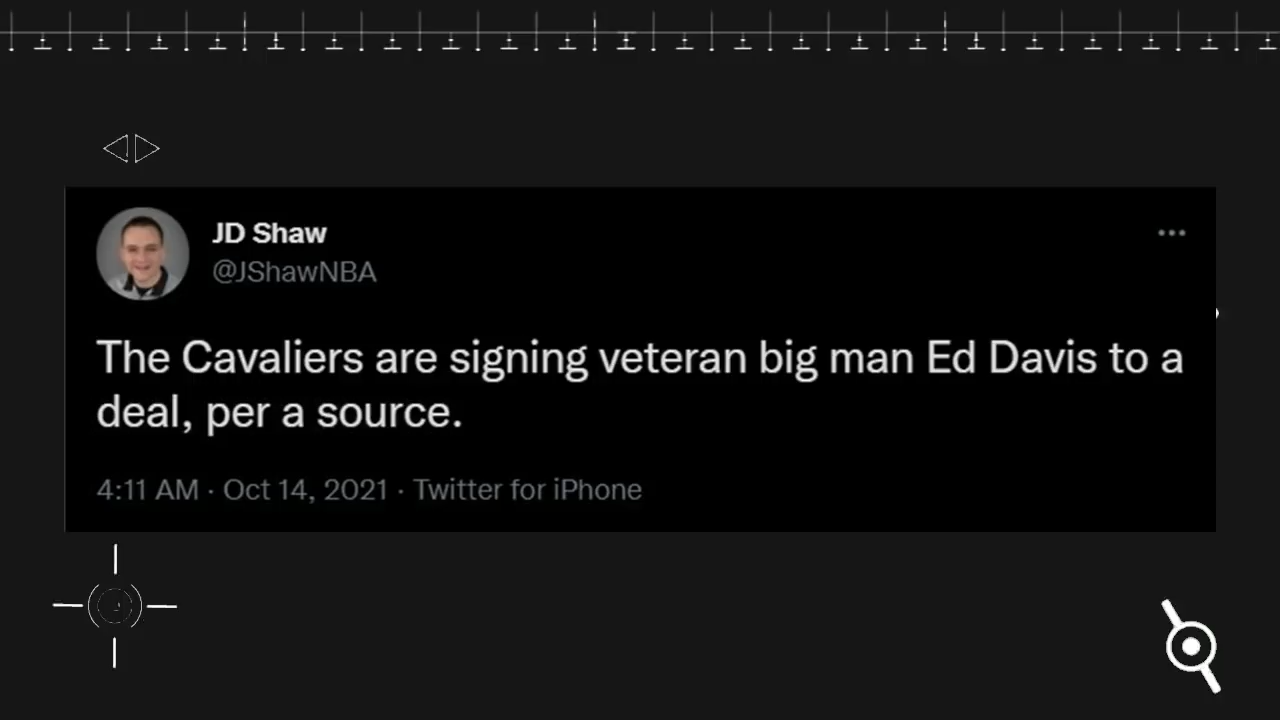 JD Shaw
@JShawNBA
The Cavaliers are signing veteran big man Ed Davis to a
deal, per a source.
4:11 AM · Oct 14, 2021 · Twitter for iPhone